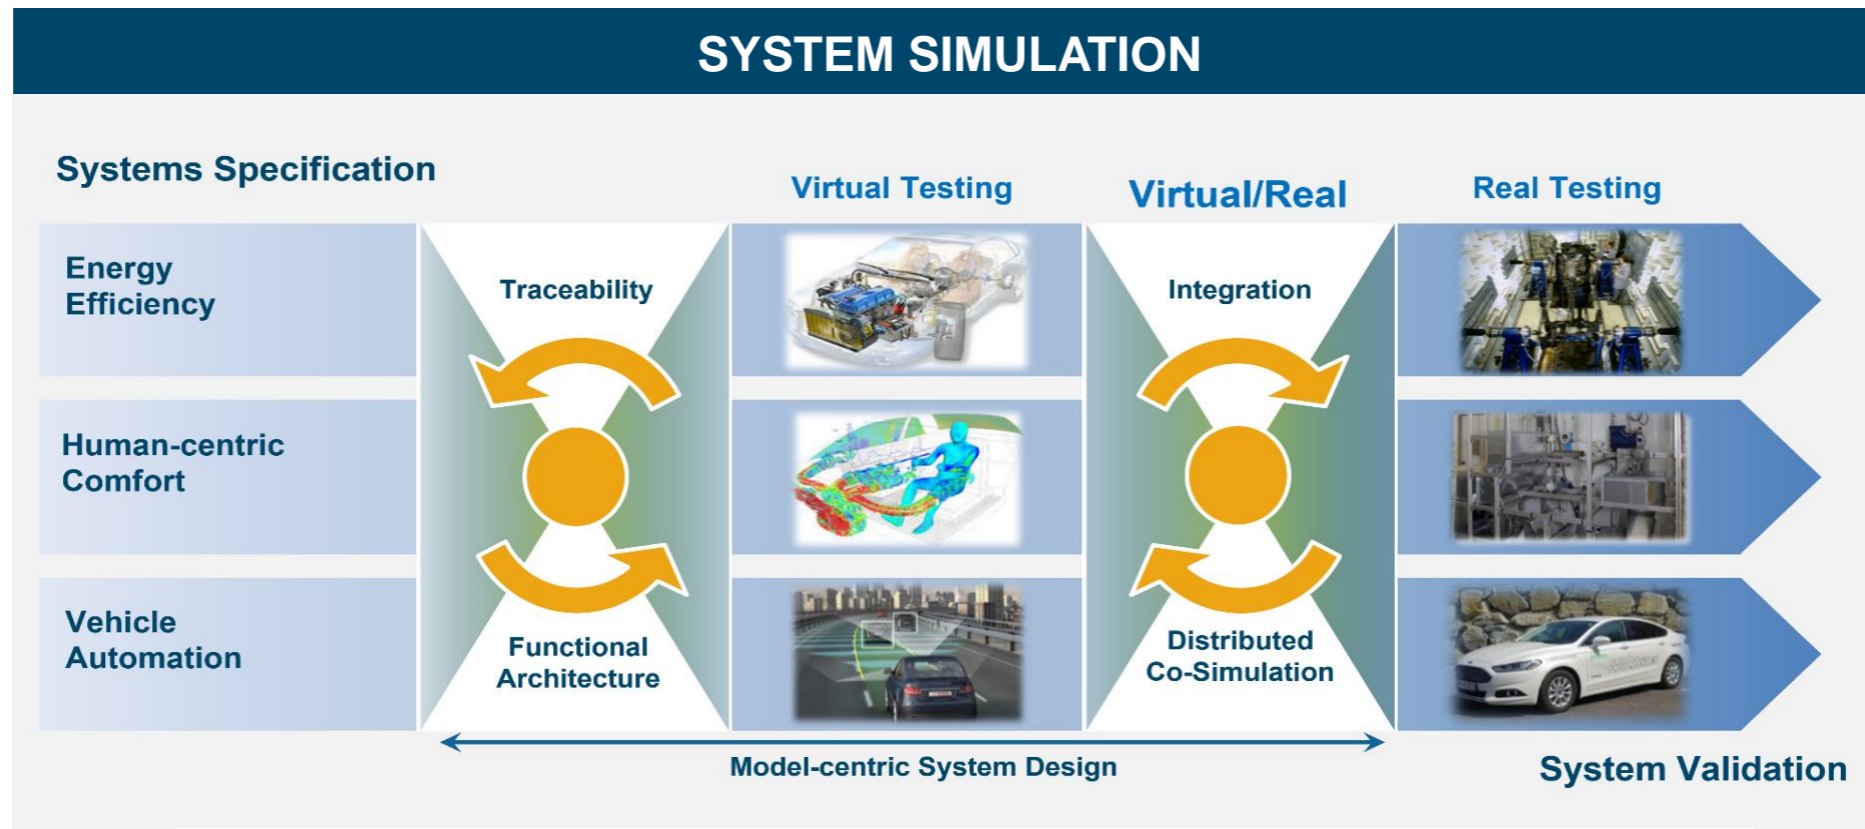 SYSTEM SIMULATION
Systems Specification
Virtual Testing
Virtual/Real
Real Testing
Energy
Efficiency
Traceability
Integration
Human-centric
Comfort
Vehicle
Automation
Functional
Architecture
Distributed
Co-Simulation
Model-centric System Design
System Validation